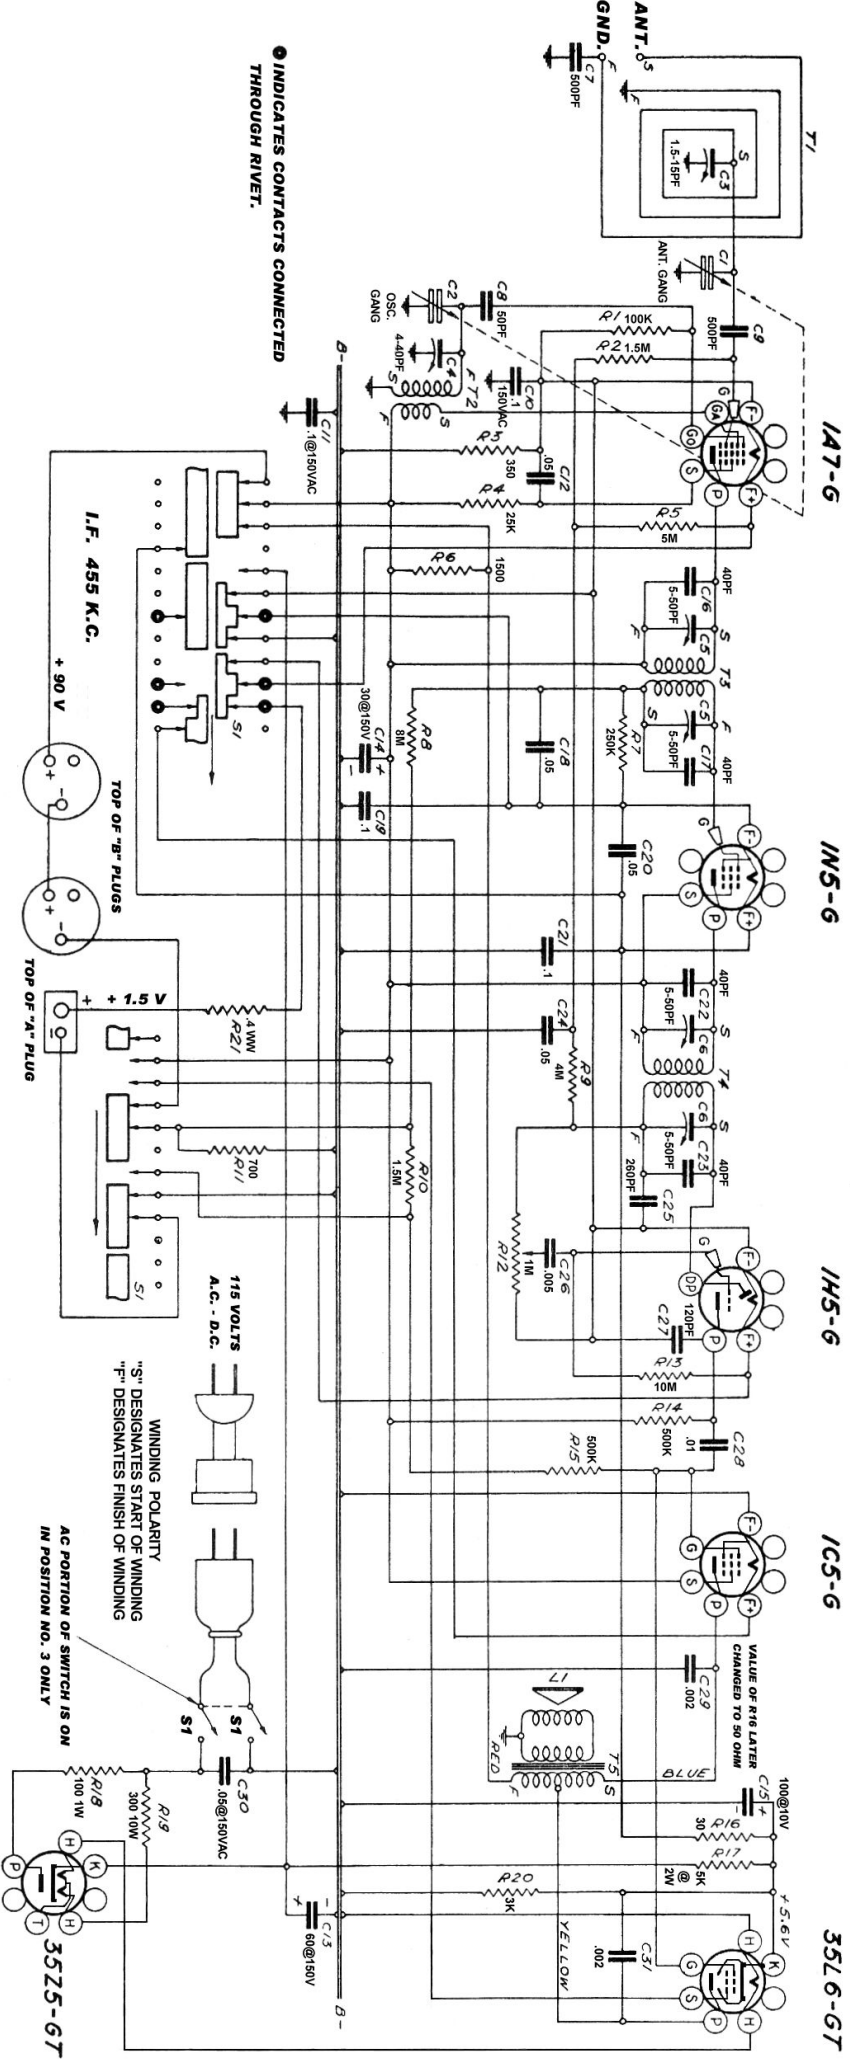 ANT.
GND.
S
F
T1
C7
500PF
F
S
C3
1.5-15PF
C1
ANT. GANG
C9
500PF
1A7-G
C2
OSC.
GANG
C8 50PF
4-40PF
C4
F
T2
S
F
S
R1 100K
R2 1.5M
C10
.1
150VAC
R3
350
R4
25K
C12
.05
R5
5M
R6
1500
G
GA
GO
S
P
F-
F+
INDICATES CONTACTS CONNECTED
THROUGH RIVET.
B-
C11
.1@150VAC
I.F. 455 K.C.
S1
+ 90 V
+
-
TOP OF "B" PLUGS
+
-
TOP OF "A" PLUG
+
-
+ 1.5 V
.4 WW
R21
R11
700
S1
40PF
C16
5-50PF
C5
S
F
T3
C5
5-50PF
F
S
C17
40PF
R7
250K
R8
8M
30@150V
C14
+
-
C18
.05
C19
.1
1N5-G
G
F-
F+
S
P
C20
.05
C21
.1
C24
.05
R9
4M
R10
1.5M
40PF
C22
5-50PF
C6
S
F
T4
C6
5-50PF
S
F
C23
40PF
C25
260PF
R12
1M
C26
.005
1H5-G
G
F-
F+
DP
P
120PF
C27
R13
10M
R14
500K
R15
500K
C28
.01
1C5-G
F-
F+
G
S
P
C29
.002
VALUE OF R16 LATER
CHANGED TO 50 OHM
L1
T5
S
F
RED
BLUE
YELLOW
100@10V
C15
+
-
R16
30
R17
5K
@
2W
R20
3K
+5.6V
C31
.002
35L6-GT
H
K
G
S
P
H
115 VOLTS
A.C. - D.C.
WINDING POLARITY
"S" DESIGNATES START OF WINDING
"F" DESIGNATES FINISH OF WINDING
AC PORTION OF SWITCH IS ON
IN POSITION NO. 3 ONLY
S1
S1
C30
.05@150VAC
R18
100 1W
R19
300 10W
H
K
P
T
H
35Z5-GT
C13
-
+
60@150V
B-